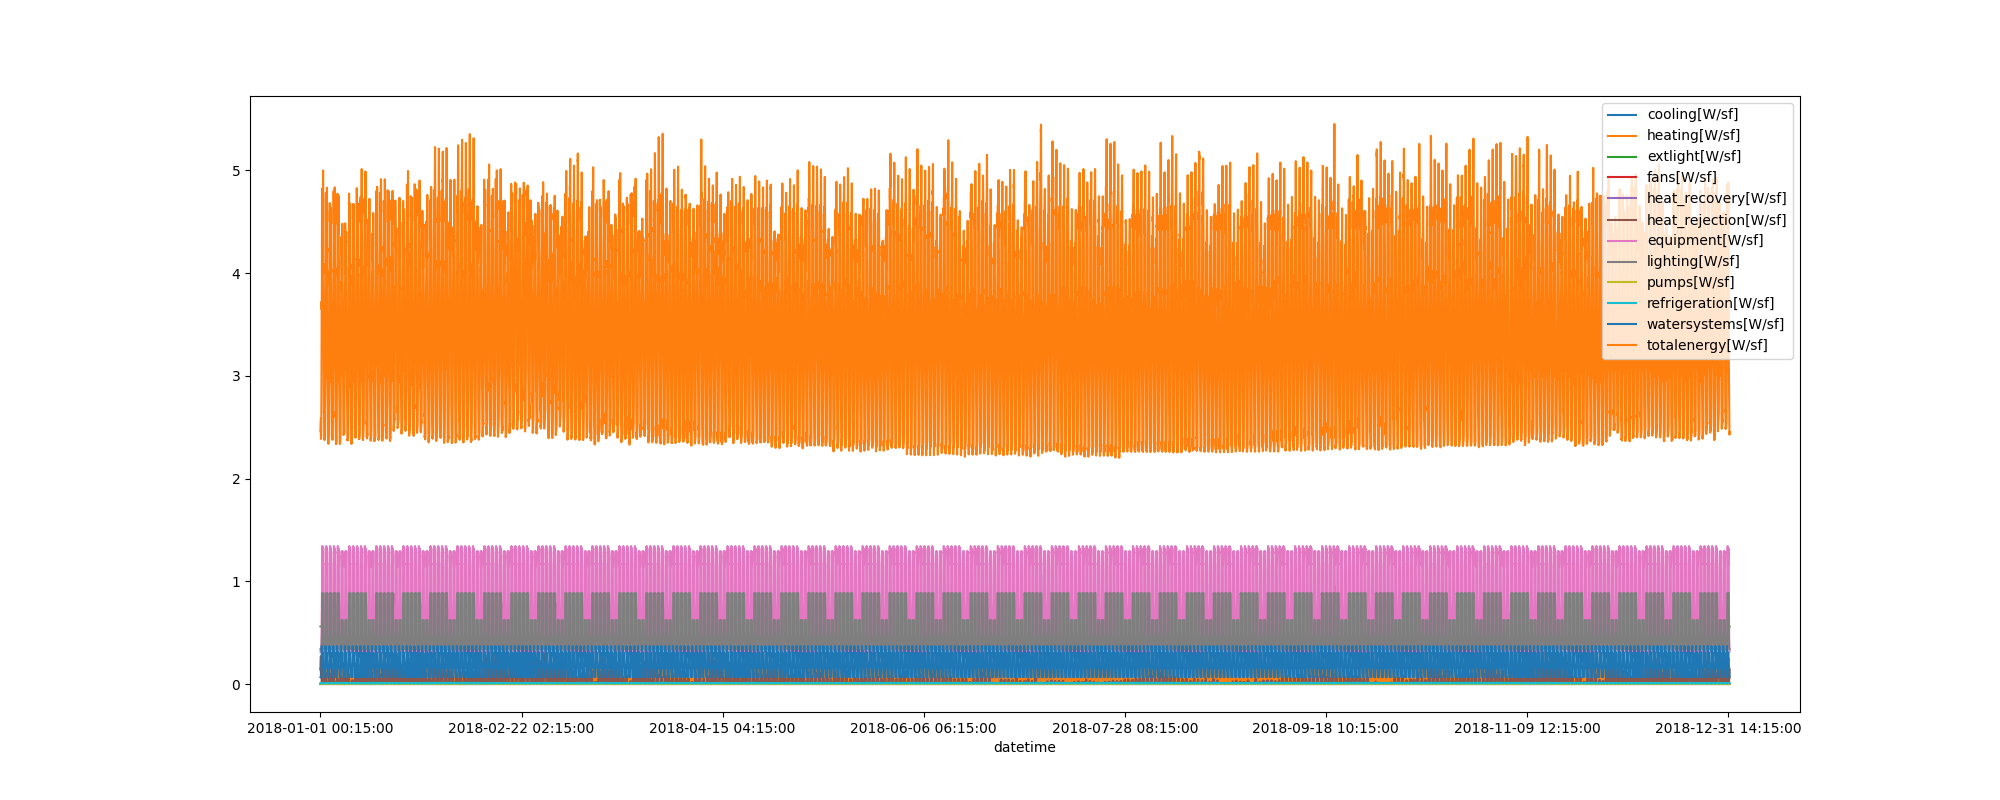 cooling[W/sf]
heating[W/sf]
extlight[W/sf]
fans[W/sf]
heat_recovery[W/sf]
heat_rejection[W/sf]
equipment[W/sf]
lighting[W/sf]
pumps[W/sf]
refrigeration[W/sf]
watersystems[W/sf]
totalenergy[W/sf]
5
4
3
2
1
0
2018-01-01 00:15:00 2018-02-22 02:15:00 2018-04-15 04:15:00 2018-06-06 06:15:00 2018-07-28 08:15:00 2018-09-18 10:15:00 2018-11-09 12:15:00 2018-12-31 14:15:00
datetime